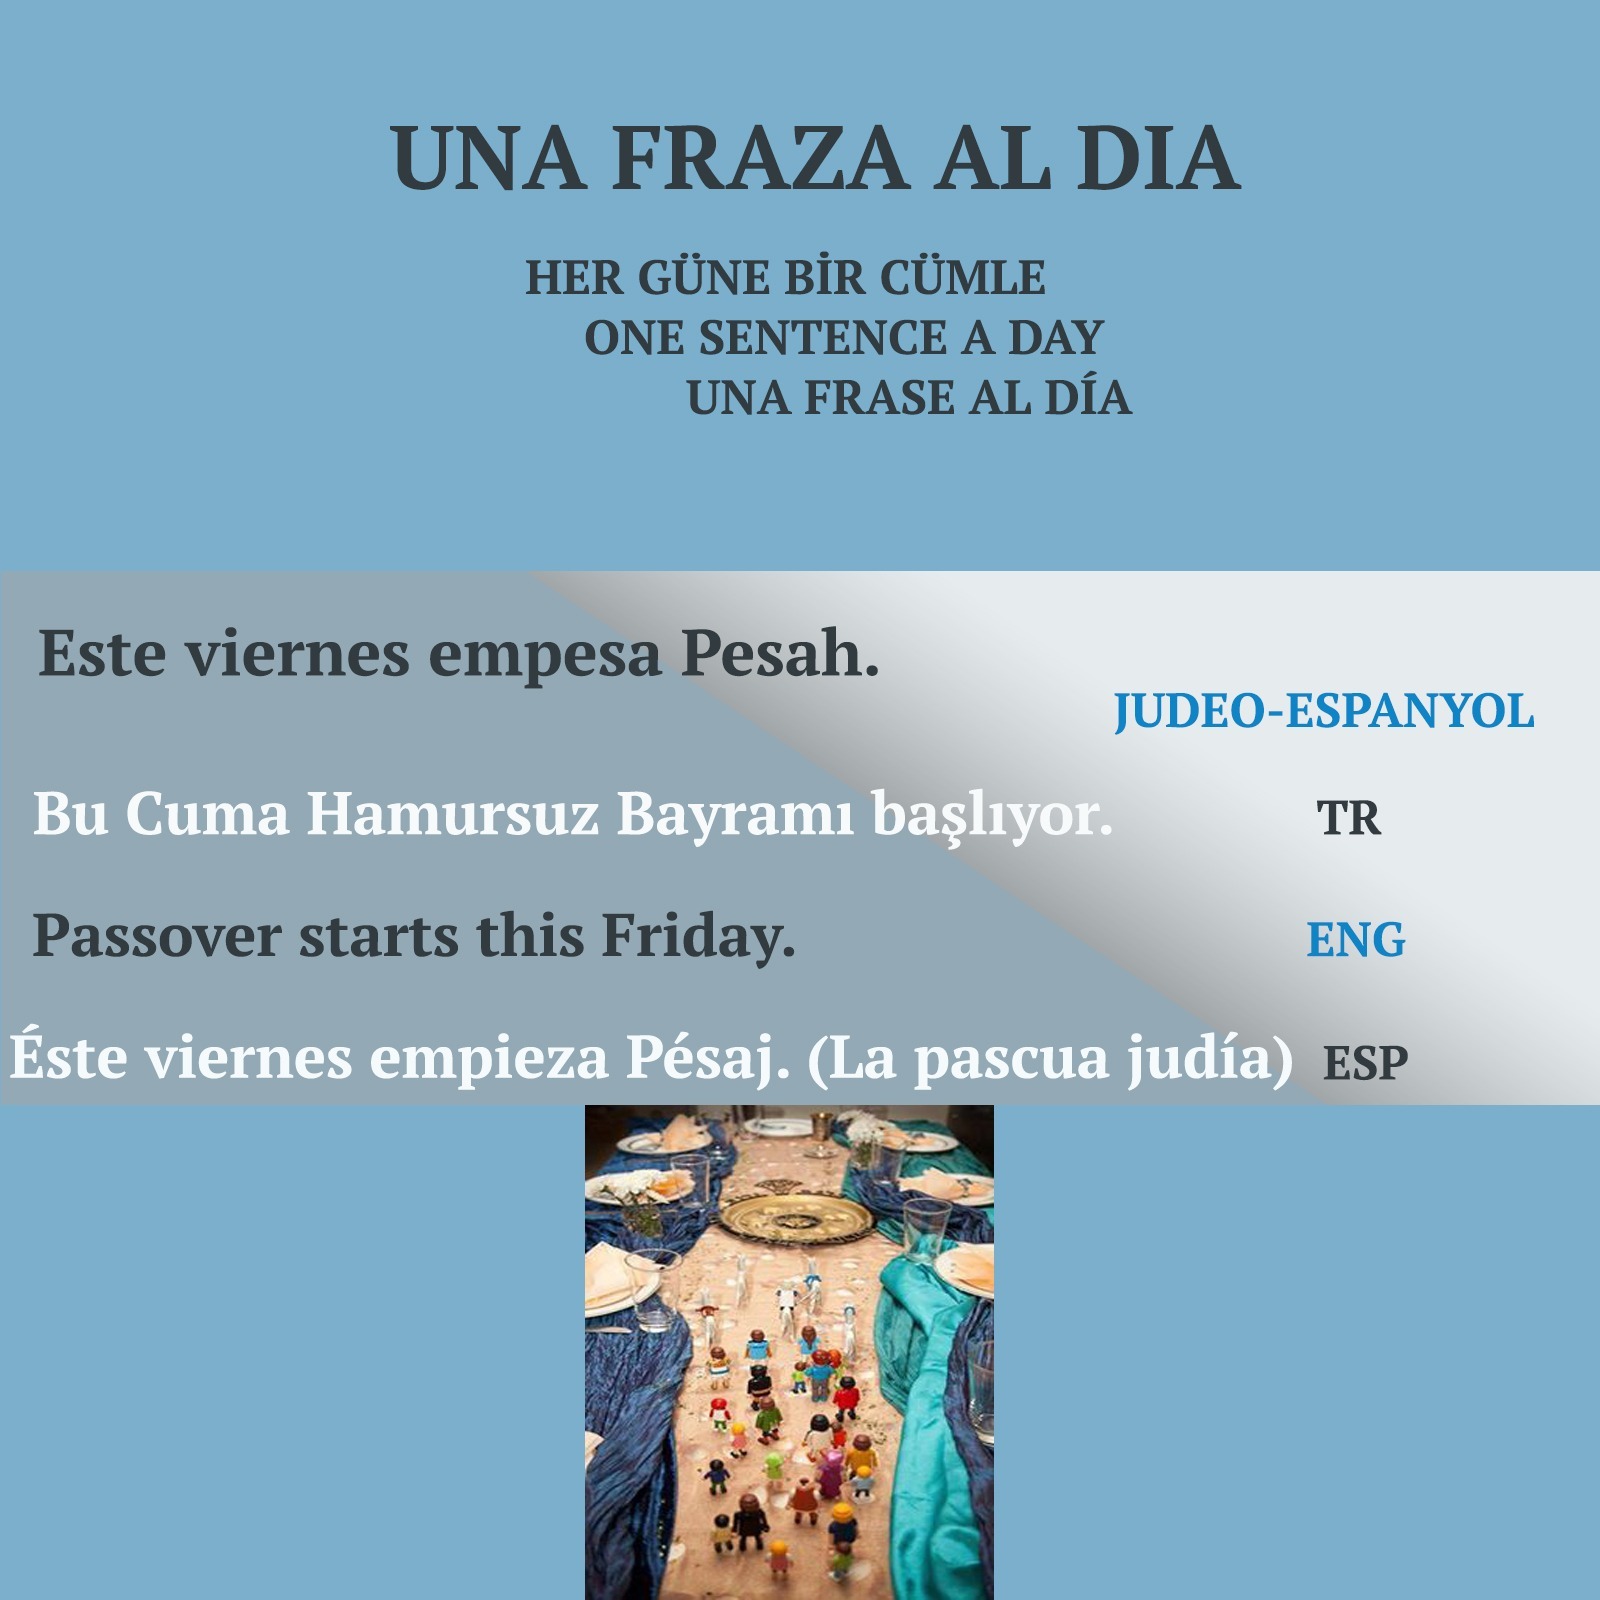 UNA FRAZA AL DIA
HER GÜNE BİR CÜMLE
ONE SENTENCE A DAY
UNA FRASE AL DÍA
Este viernes empesa Pesah.
JUDEO-ESPANYOL
Bu Cuma Hamursuz Bayramı başlıyor.
TR
Passover starts this Friday.
ENG
Éste viernes empieza Pésaj. (La pascua judía)
ESP